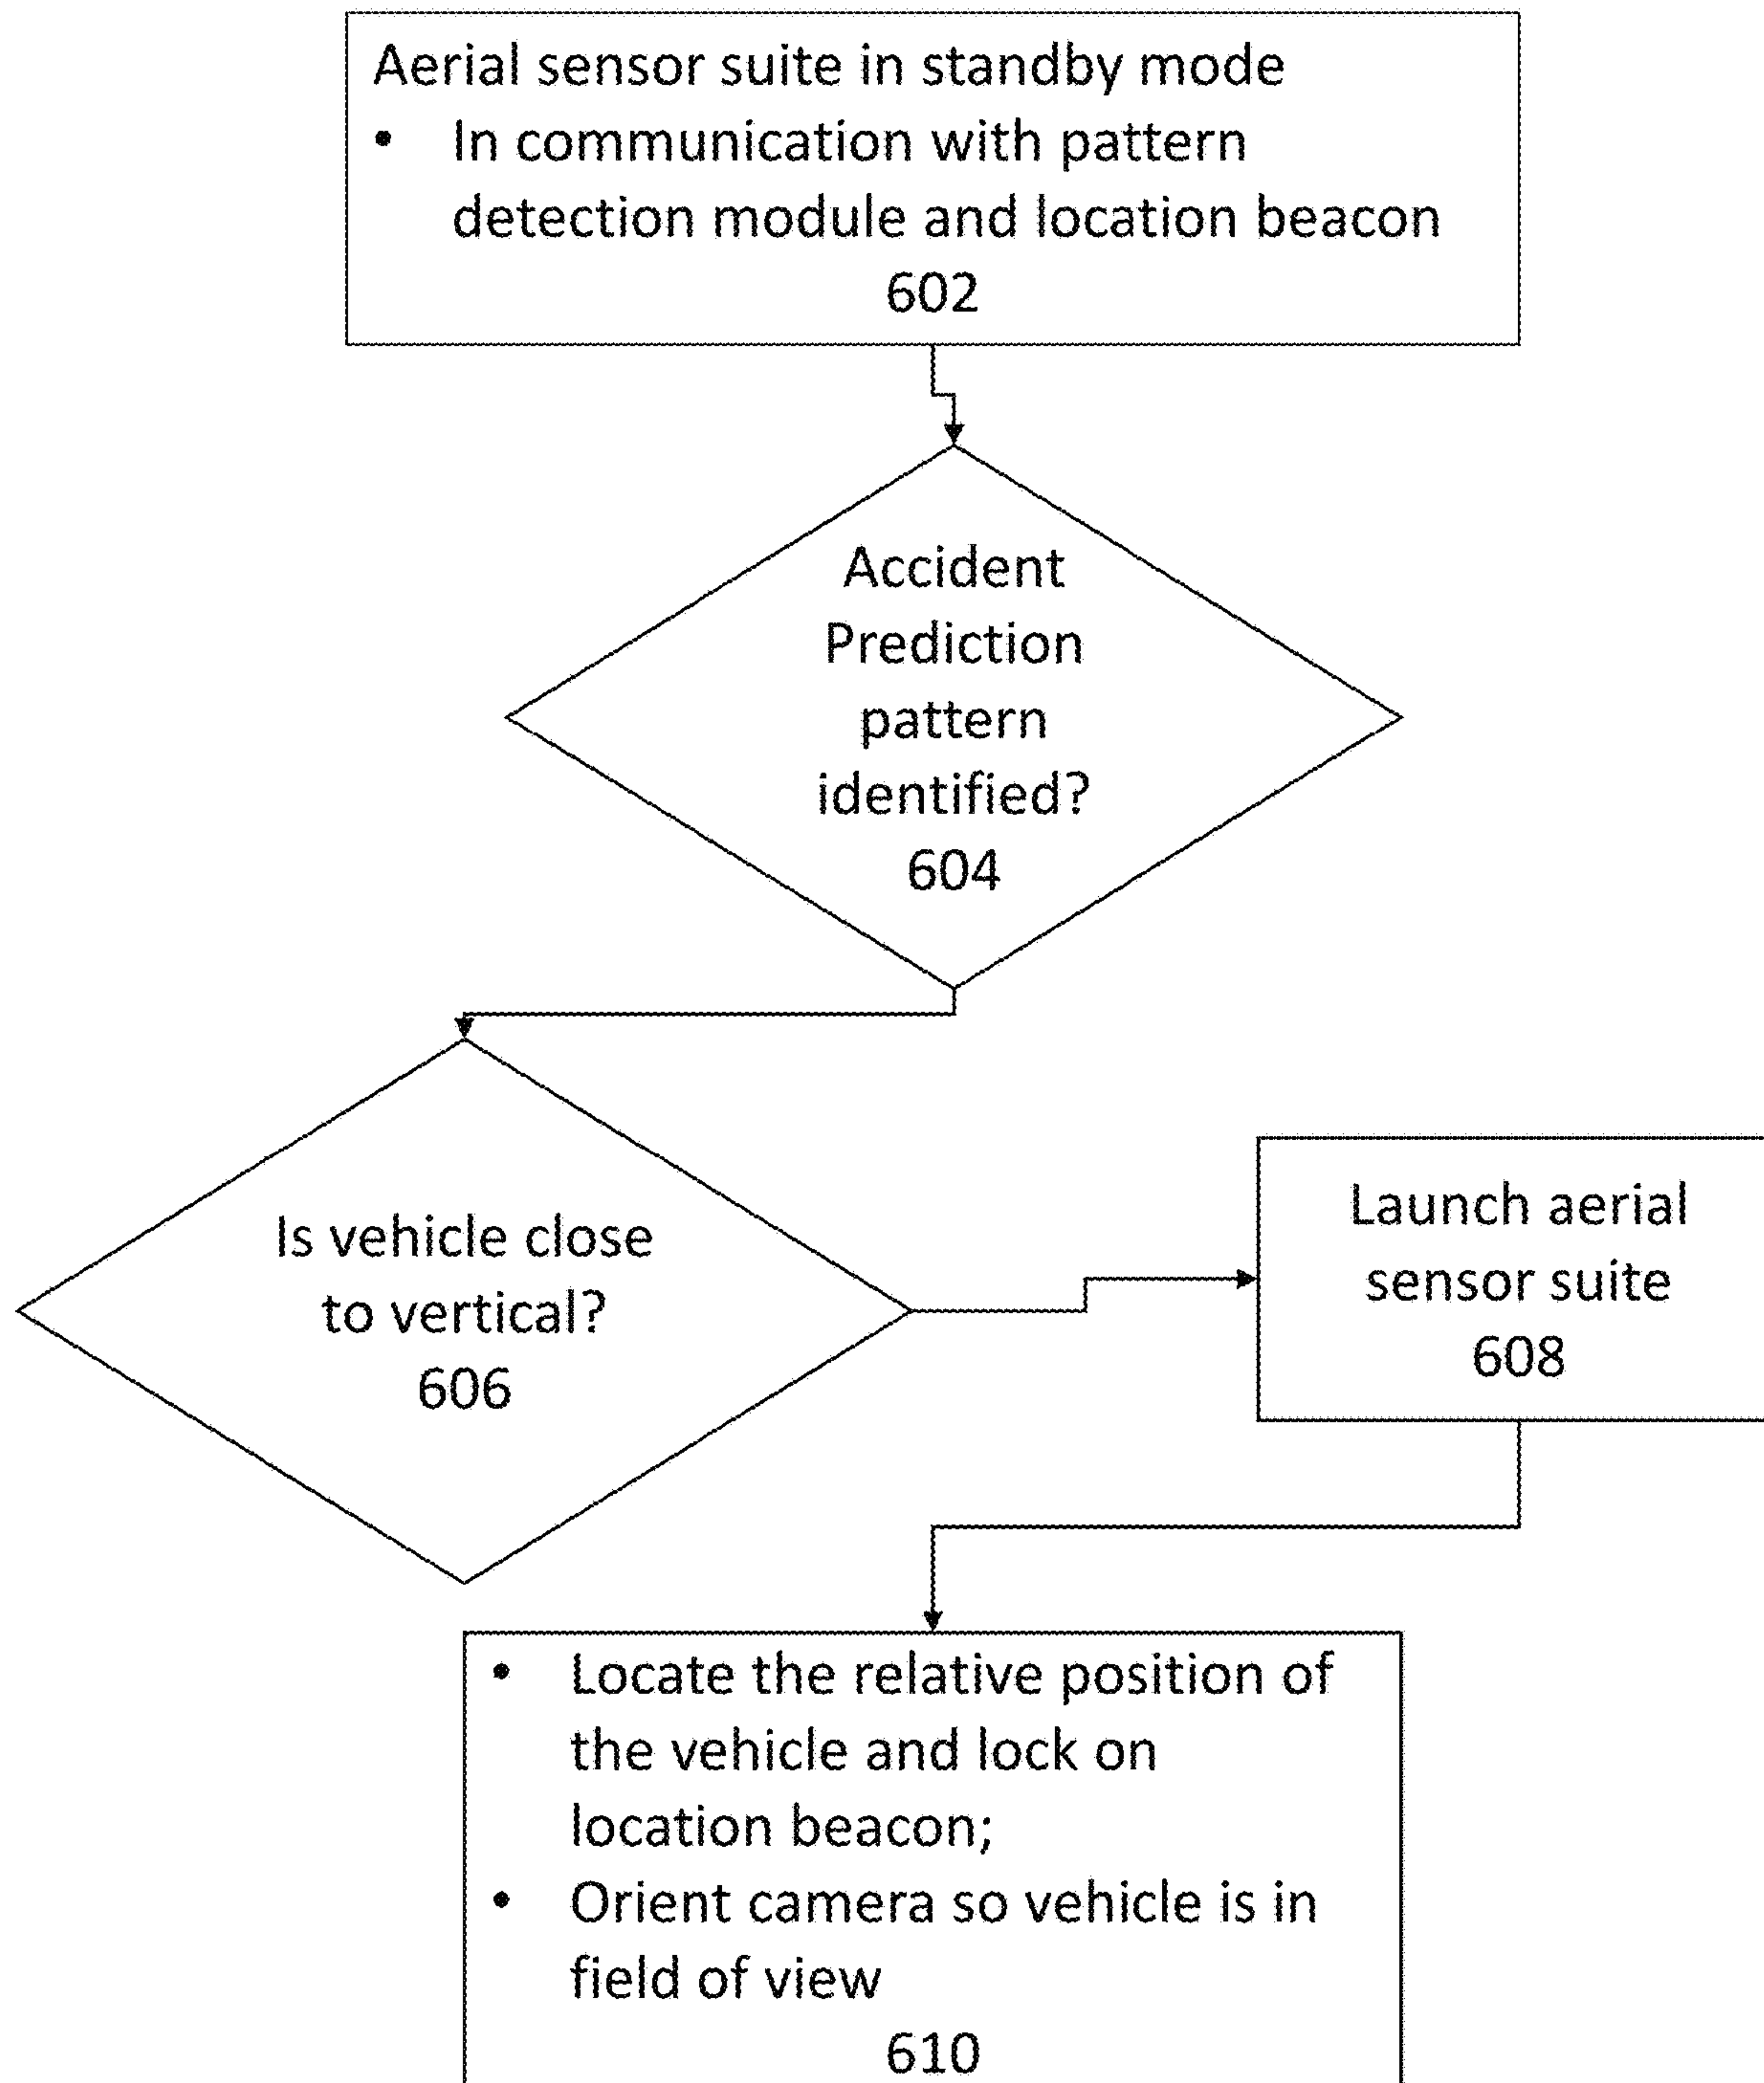 Aerial sensor suite in standby mode
• In communication with pattern
detection module and location beacon
602
Accident
Prediction
pattern
identified?
604
Is vehicle close
to vertical?
606
Launch aerial
sensor suite
608
• Locate the relative position of
the vehicle and lock on
location beacon;
• Orient camera so vehicle is in
field of view
610